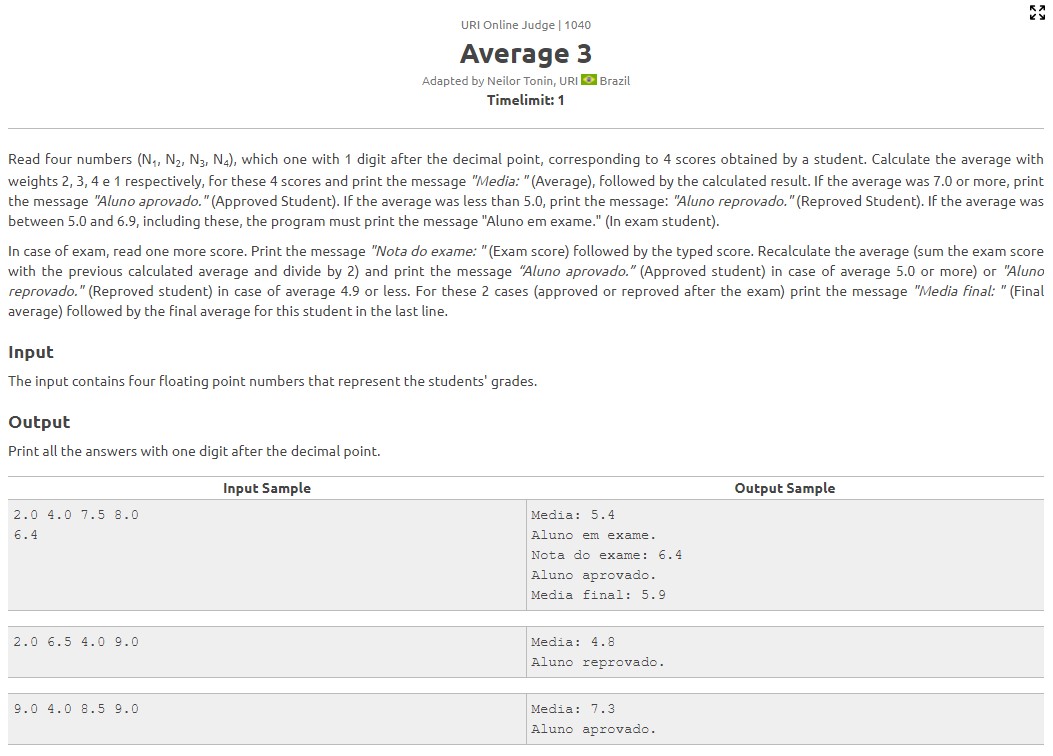 URI Online Judge | 1040
Average 3
Adapted by Neilor Tonin, URI Brazil
Timelimit: 1
Read four numbers (N1, N2, N3, N4), which one with 1 digit after the decimal point, corresponding to 4 scores obtained by a student. Calculate the average with
weights 2, 3, 4 e 1 respectively, for these 4 scores and print the message "Media: " (Average), followed by the calculated result. If the average was 7.0 or more, print
the message "Aluno aprovado." (Approved Student). If the average was less than 5.0, print the message: "Aluno reprovado." (Reproved Student). If the average was
between 5.0 and 6.9, including these, the program must print the message "Aluno em exame." (In exam student).
In case of exam, read one more score. Print the message "Nota do exame: " (Exam score) followed by the typed score. Recalculate the average (sum the exam score
with the previous calculated average and divide by 2) and print the message “Aluno aprovado.” (Approved student) in case of average 5.0 or more) or "Aluno
reprovado." (Reproved student) in case of average 4.9 or less. For these 2 cases (approved or reproved after the exam) print the message "Media final: " (Final
average) followed by the final average for this student in the last line.
Input
The input contains four floating point numbers that represent the students' grades.
Output
Print all the answers with one digit after the decimal point.
Input Sample
Output Sample
2.0 4.0 7.5 8.0
6.4
Media: 5.4
Aluno em exame.
Nota do exame: 6.4
Aluno aprovado.
Media final: 5.9
2.0 6.5 4.0 9.0
Media: 4.8
Aluno reprovado.
9.0 4.0 8.5 9.0
Media: 7.3
Aluno aprovado.